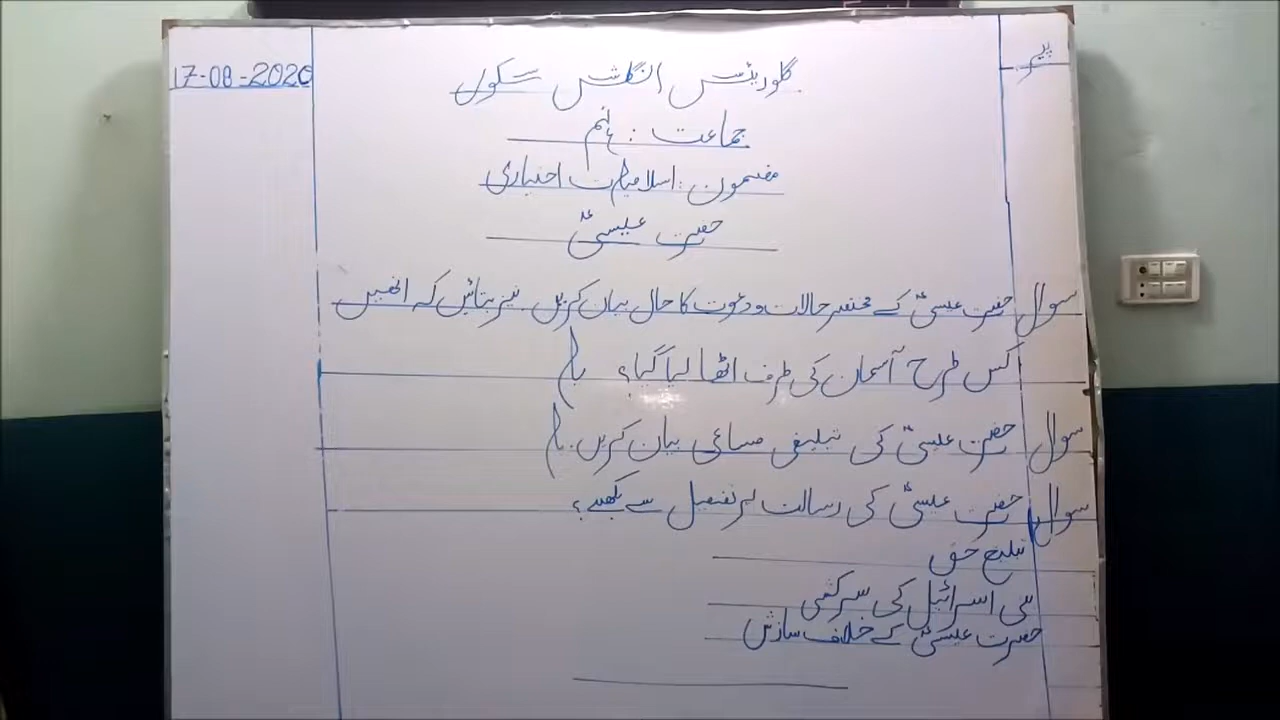 پیر
17-08-2020
گلوریئس انگلش سکول
جماعت : نہم
مضمون : اسلامیات اختیاری
حضرت عیسیؑ
سوال حضرت عیسیؑ کے مختصر حالات و دعوت کا حال بیان کریں نیز بتائیں کہ انھیں
کس طرح آسمان کی طرف اٹھا لیا گیا؟ یا
سوال حضرت عیسیؑ کی تبلیغی مساعی بیان کریں. یا
سوال حضرت عیسیؑ کی رسالت پر تفصیل سے لکھیے؟
تبلیغ حق
بنی اسرائیل کی سرکشی
حضرت عیسیؑ کے خلاف سازش